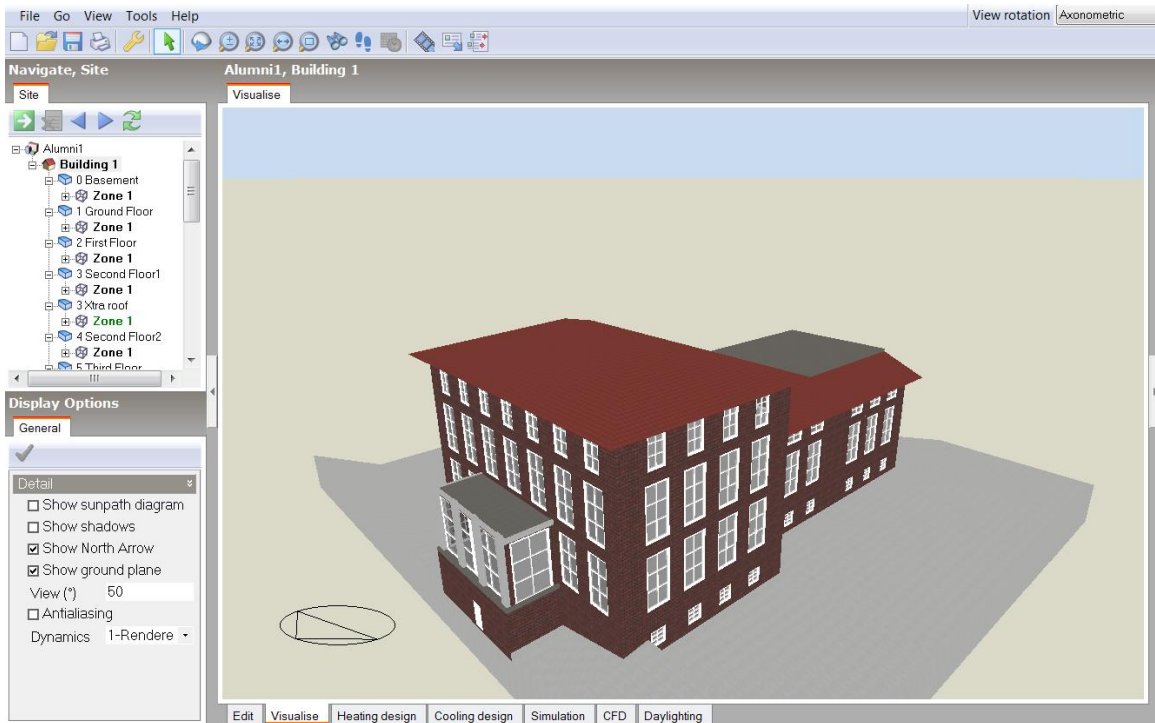 File Go View Tools Help
View rotation Axonometric
Navigate, Site
Alumni1, Building 1
Site
Visualise
Alumni1
Building 1
0 Basement
Zone 1
1 Ground Floor
Zone 1
2 First Floor
Zone 1
3 Second Floor1
Zone 1
3 Xtra roof
Zone 1
4 Second Floor2
Zone 1
5 Third Floor
Display Options
General
Detail
Show sunpath diagram
Show shadows
Show North Arrow
Show ground plane
View (°) 50
Antialiasing
Dynamics 1-Rendere
Edit Visualise Heating design Cooling design Simulation CFD Daylighting